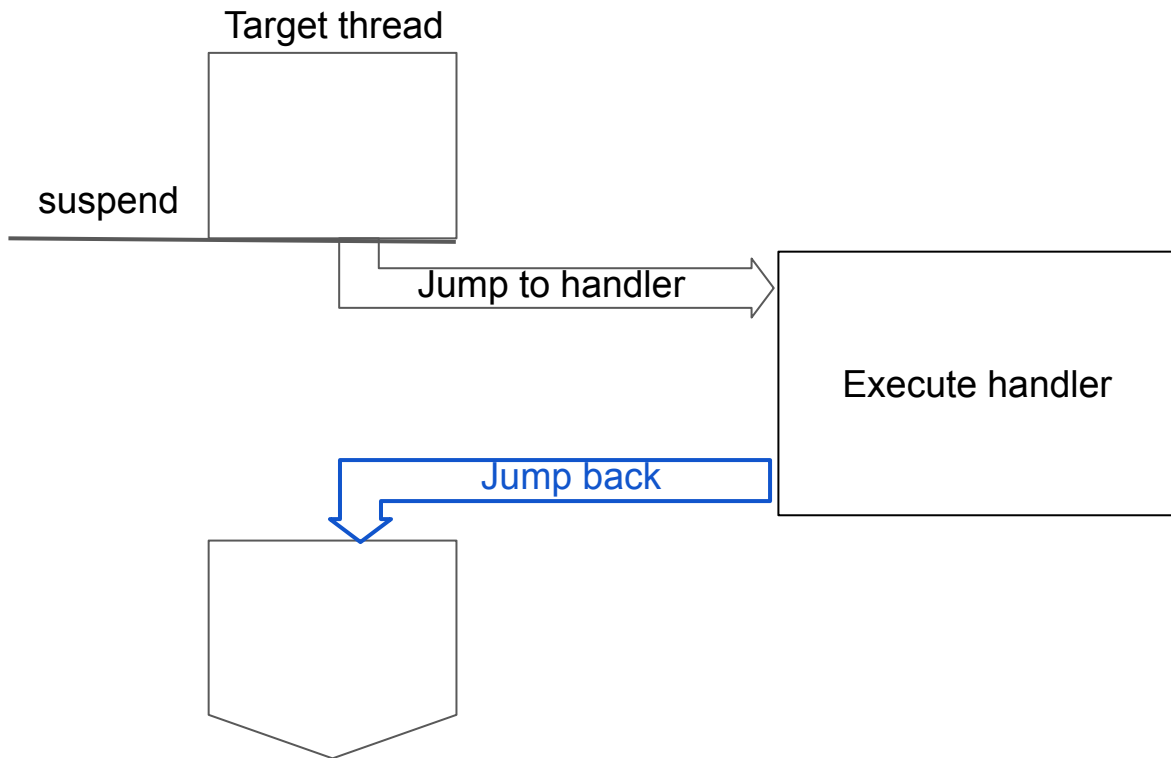 Target thread
suspend
Jump to handler
Execute handler
Jump back